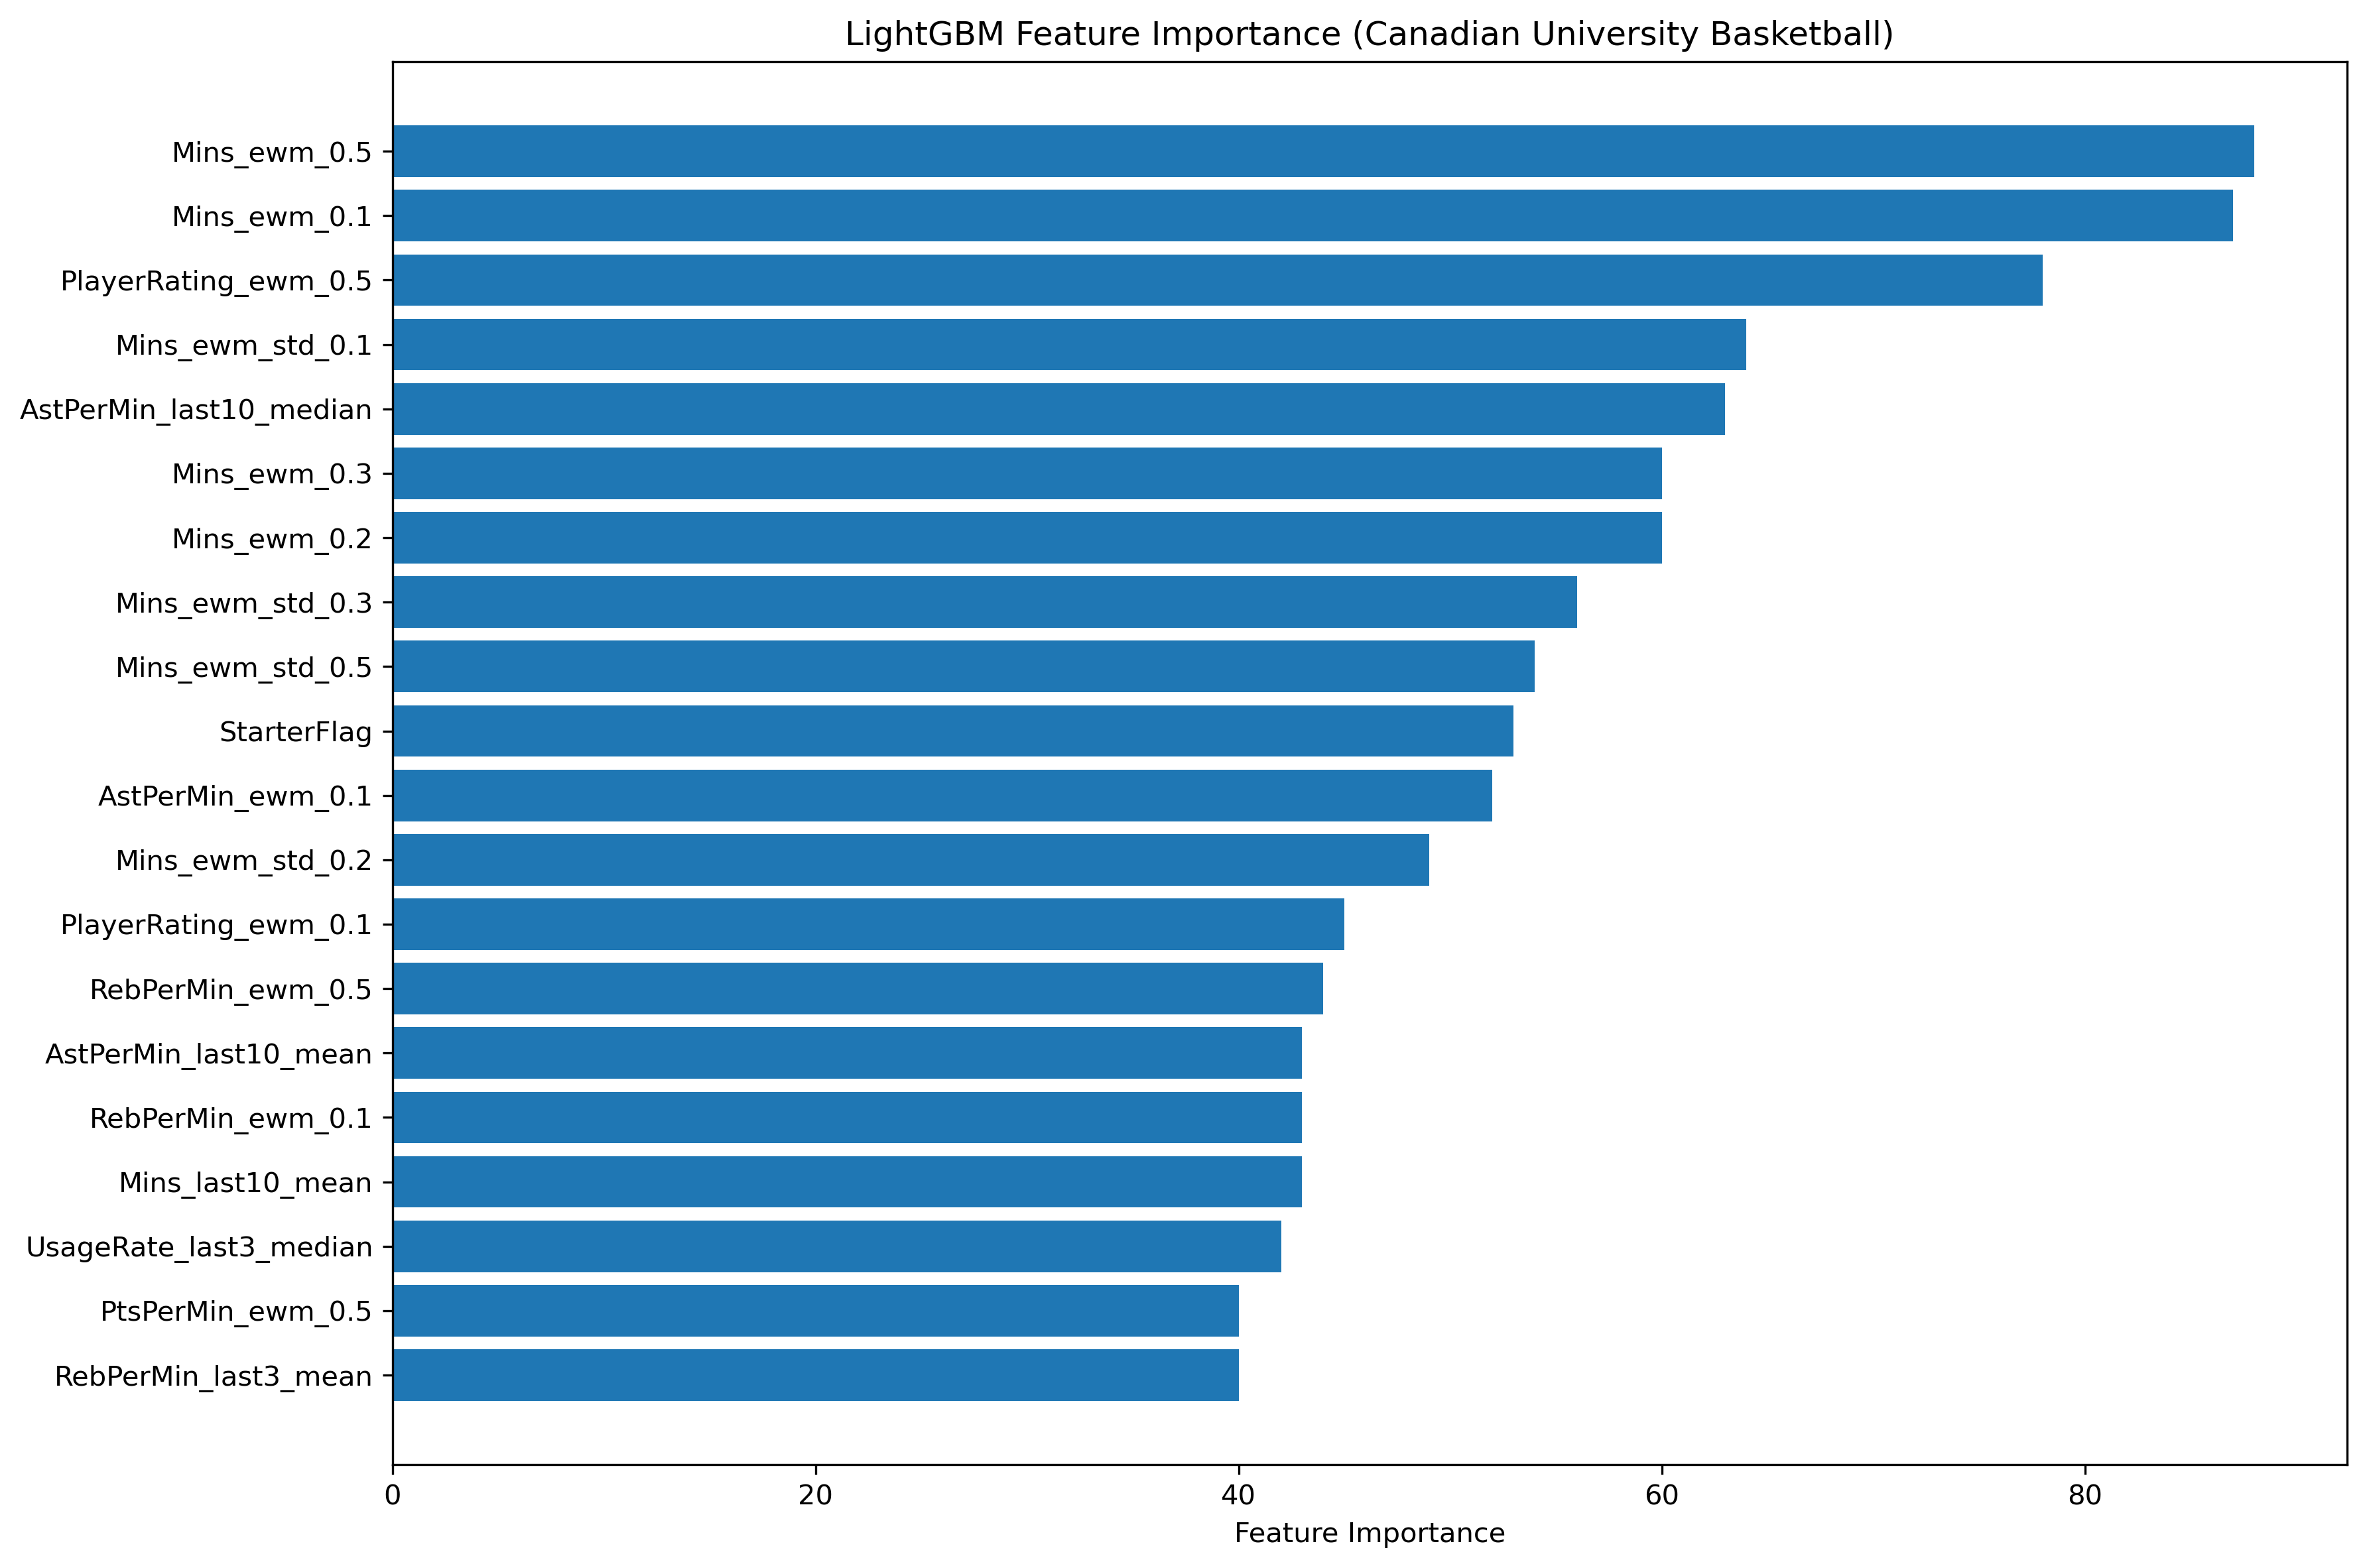 LightGBM Feature Importance (Canadian University Basketball)
Mins_ewm_0.5
Mins_ewm_0.1
PlayerRating_ewm_0.5
Mins_ewm_std_0.1
AstPerMin_last10_median
Mins_ewm_0.3
Mins_ewm_0.2
Mins_ewm_std_0.3
Mins_ewm_std_0.5
StarterFlag
AstPerMin_ewm_0.1
Mins_ewm_std_0.2
PlayerRating_ewm_0.1
RebPerMin_ewm_0.5
AstPerMin_last10_mean
RebPerMin_ewm_0.1
Mins_last10_mean
UsageRate_last3_median
PtsPerMin_ewm_0.5
RebPerMin_last3_mean
0 20 40 60 80
Feature Importance